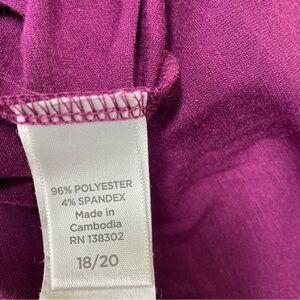 96% POLYESTER
4% SPANDEX
Made in
Cambodia
RN 138302
18/20